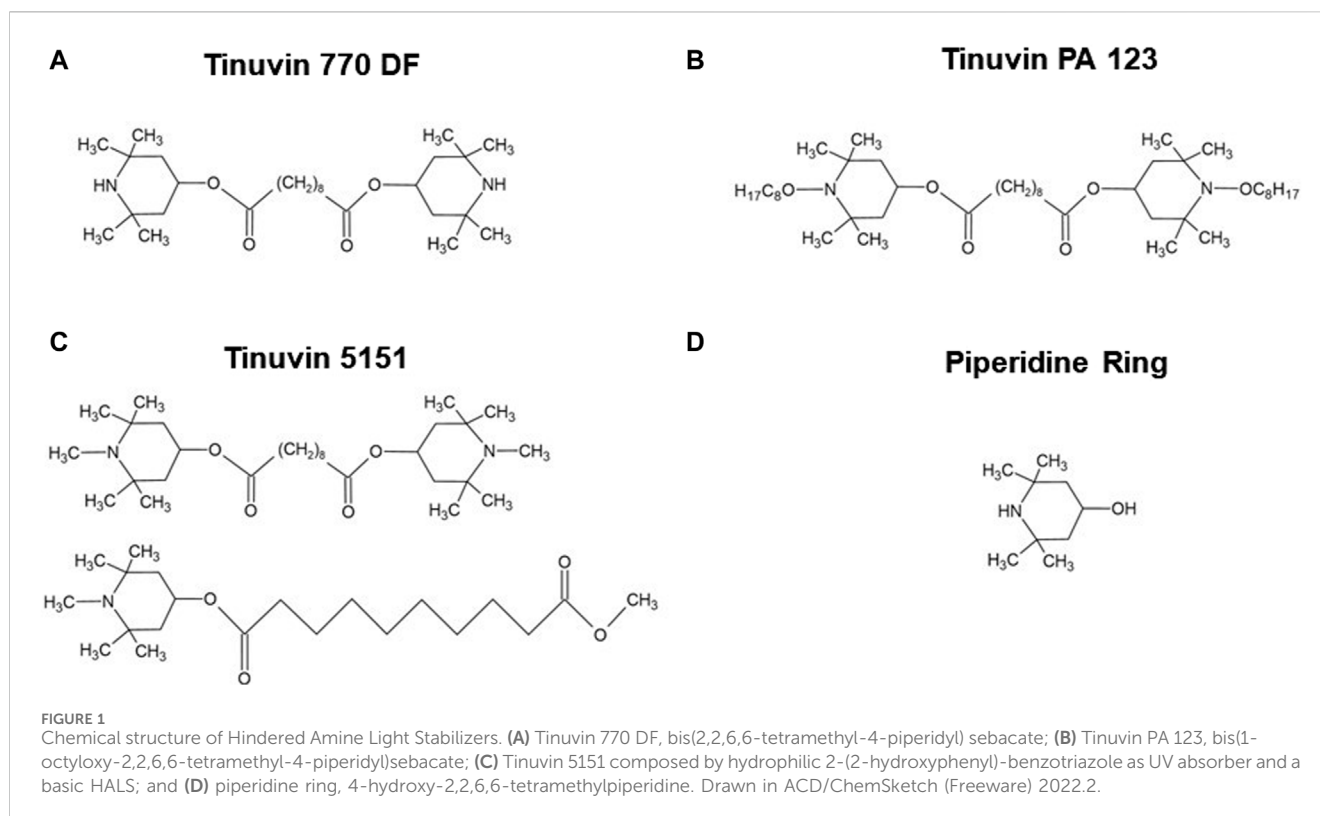 A
Tinuvin 770 DF
H₃C CH₃ H₃C CH₃
HN O (CH₂)₈ O NH
H₃C CH₃ O O H₃C CH₃
B
Tinuvin PA 123
H₃C CH₃ H₃C CH₃
H₁₇C₈O N O (CH₂)₈ O N OC₈H₁₇
H₃C CH₃ O O H₃C CH₃
C
Tinuvin 5151
H₃C CH₃ H₃C CH₃
H₃C N O (CH₂)₈ O N CH₃
H₃C CH₃ O O H₃C CH₃
H₃C CH₃ O
H₃C N O CH₃
H₃C CH₃ O O
D
Piperidine Ring
H₃C CH₃
HN OH
H₃C CH₃
FIGURE 1
Chemical structure of Hindered Amine Light Stabilizers. (A) Tinuvin 770 DF, bis(2,2,6,6-tetramethyl-4-piperidyl) sebacate; (B) Tinuvin PA 123, bis(1-
octyloxy-2,2,6,6-tetramethyl-4-piperidyl)sebacate; (C) Tinuvin 5151 composed by hydrophilic 2-(2-hydroxyphenyl)-benzotriazole as UV absorber and a
basic HALS; and (D) piperidine ring, 4-hydroxy-2,2,6,6-tetramethylpiperidine. Drawn in ACD/ChemSketch (Freeware) 2022.2.